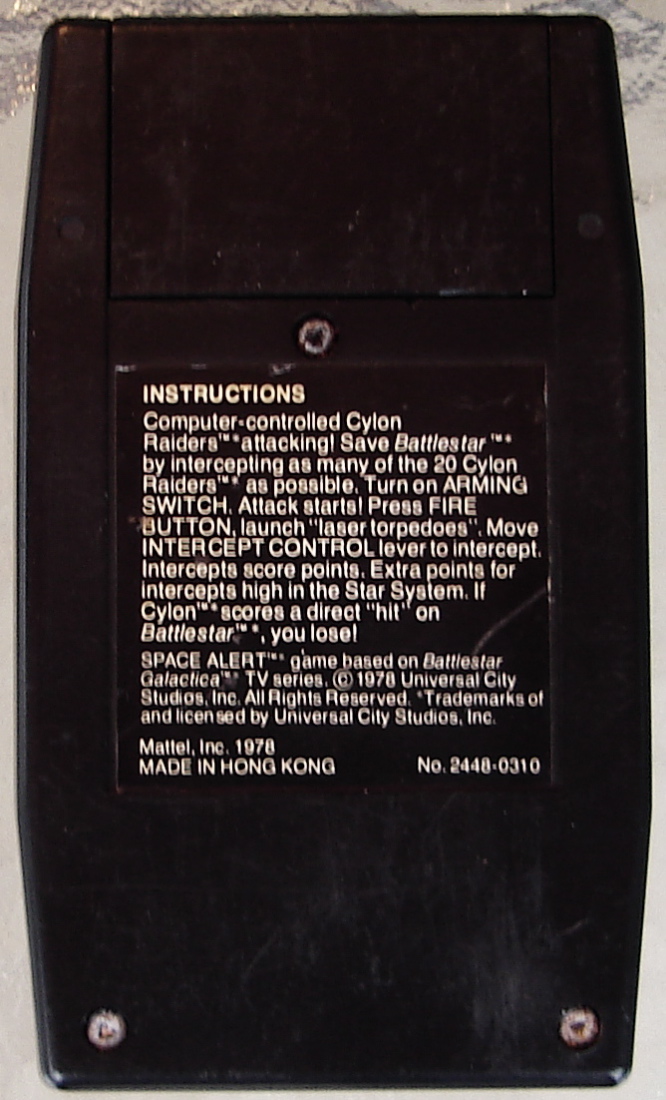 INSTRUCTIONS
Computer-controlled Cylon
Raiders™* attacking! Save Battlestar™*
by intercepting as many of the 20 Cylon
Raiders™* as possible. Turn on ARMING
SWITCH. Attack starts! Press FIRE
BUTTON, launch "laser torpedoes". Move
INTERCEPT CONTROL lever to intercept.
Intercepts score points. Extra points for
intercepts high in the Star System. If
Cylon™* scores a direct "hit" on
Battlestar™*, you lose!
SPACE ALERT™* game based on Battlestar
Galactica™* TV series. © 1978 Universal City
Studios, Inc. All Rights Reserved. *Trademarks of
and licensed by Universal City Studios, Inc.
Mattel, Inc. 1978
MADE IN HONG KONG No. 2448-0310